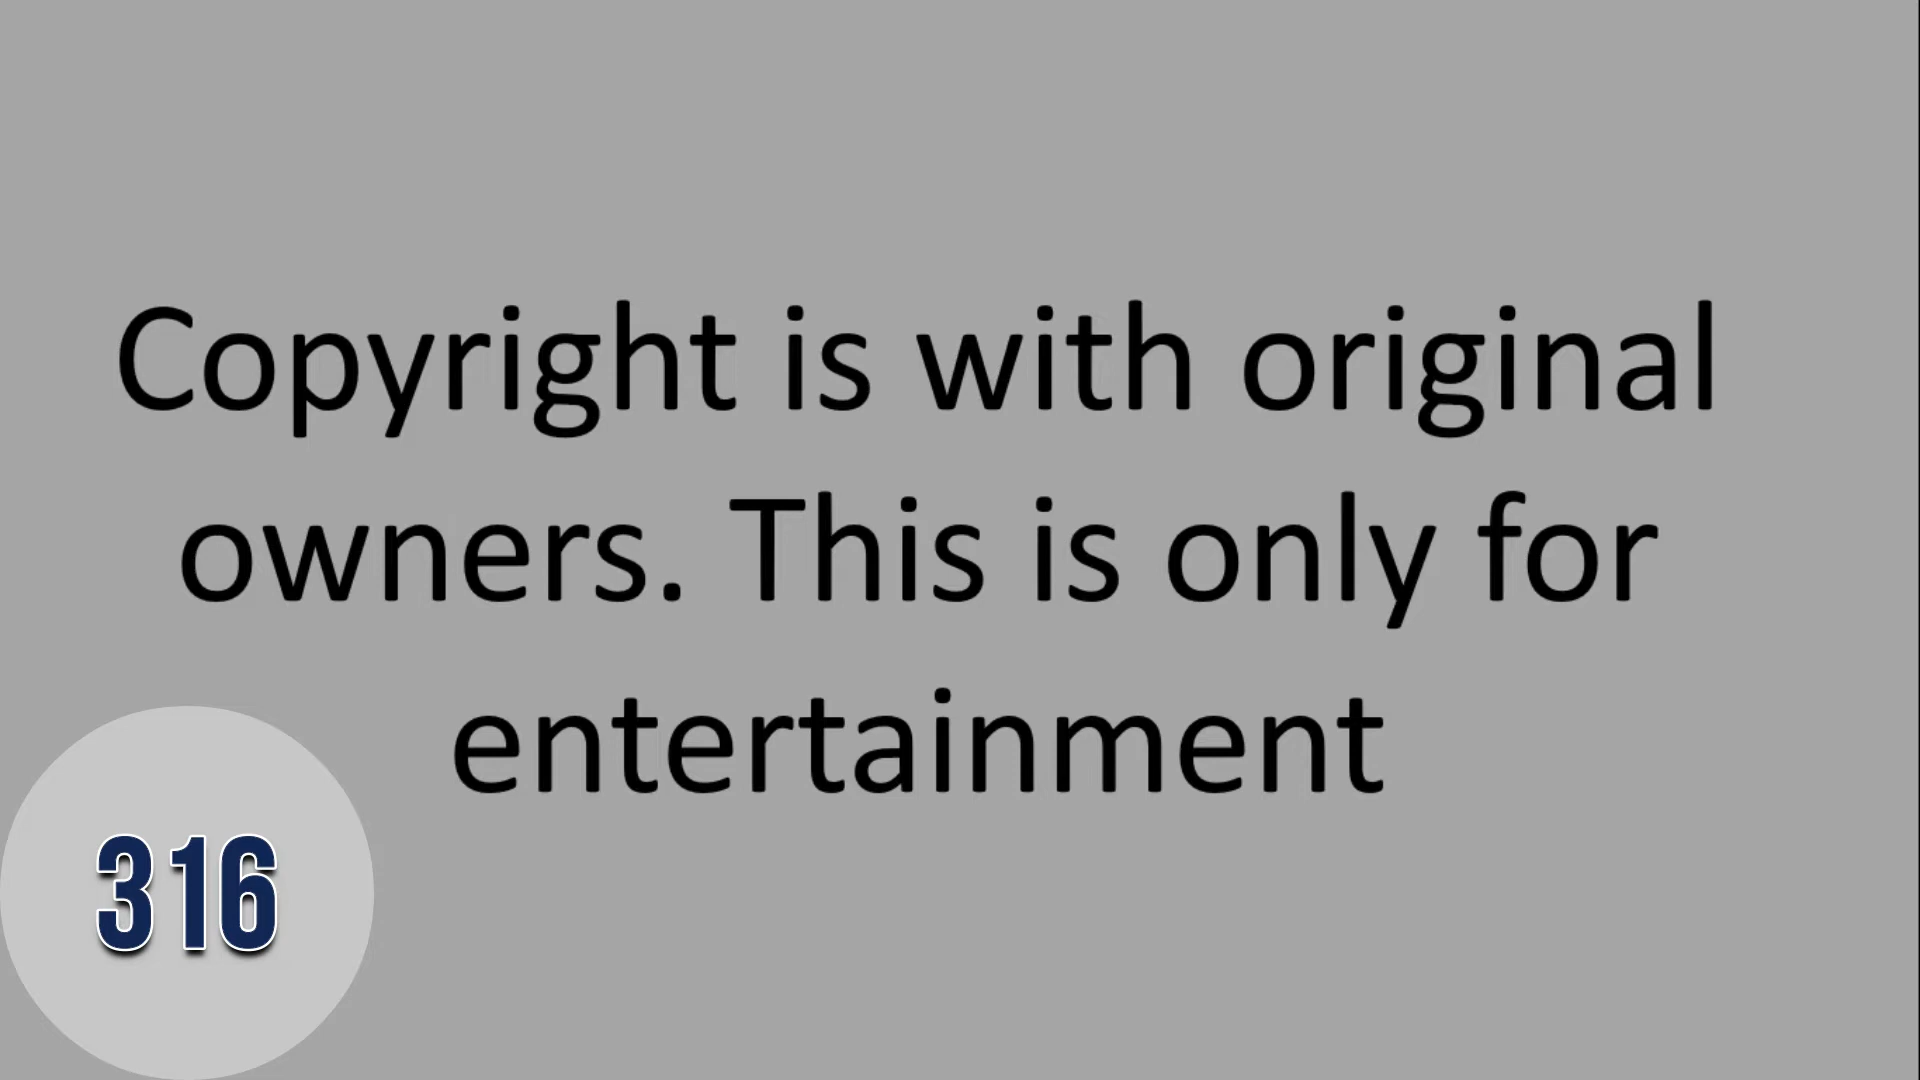 Copyright is with original
owners. This is only for
entertainment
316